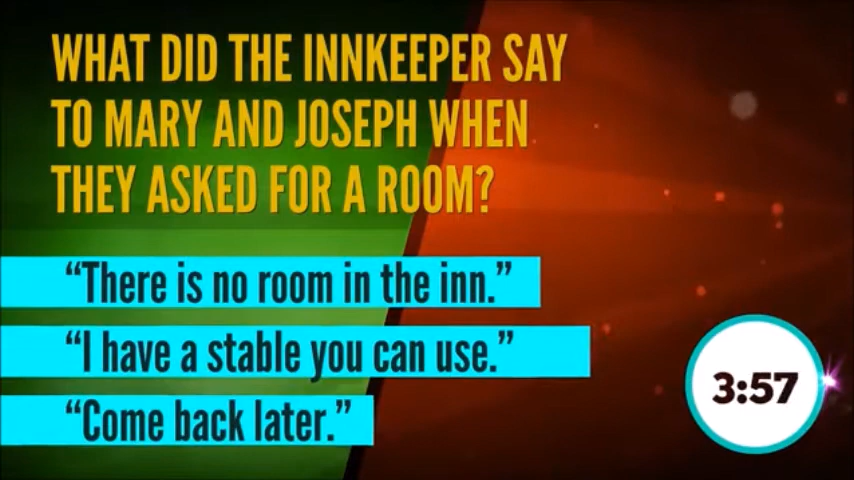 WHAT DID THE INNKEEPER SAY
TO MARY AND JOSEPH WHEN
THEY ASKED FOR A ROOM?
“There is no room in the inn.”
“I have a stable you can use.”
“Come back later.”
3:57